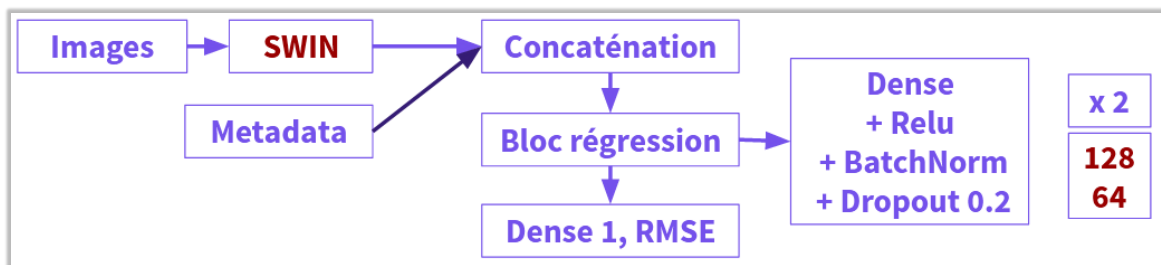 Images
SWIN
Concaténation
Metadata
Bloc régression
Dense 1, RMSE
Dense
+ Relu
+ BatchNorm
+ Dropout 0.2
x 2
128
64